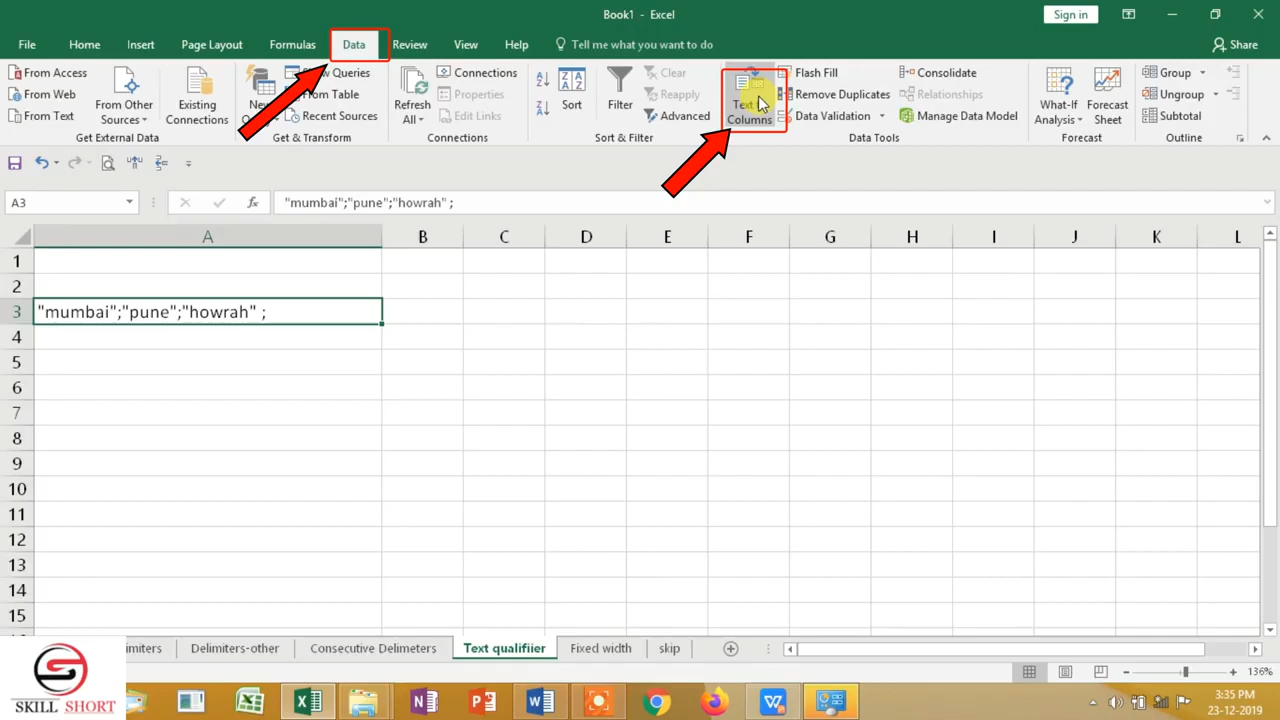 Book1 - Excel
Sign in
File Home Insert Page Layout Formulas Data Review View Help Tell me what you want to do Share
From Access
From Web
From Text
From Other Sources
Existing Connections
Get External Data
Show Queries
From Table
Recent Sources
Get & Transform
Refresh All
Connections
Properties
Edit Links
Connections
Sort
Filter
Clear
Reapply
Advanced
Sort & Filter
Text
Columns
Flash Fill
Remove Duplicates
Data Validation
Consolidate
Relationships
Manage Data Model
Data Tools
What-If Analysis
Forecast Sheet
Forecast
Group
Ungroup
Subtotal
Outline
A3 fx "mumbai";"pune";"howrah" ;
A B C D E F G H I J K L
1
2
3 "mumbai";"pune";"howrah" ;
4
5
6
7
8
9
10
11
12
13
14
15
Delimiters-other Consecutive Delimeters Text qualifiier Fixed width skip
136%
SKILL SHORT
3:35 PM
23-12-2019